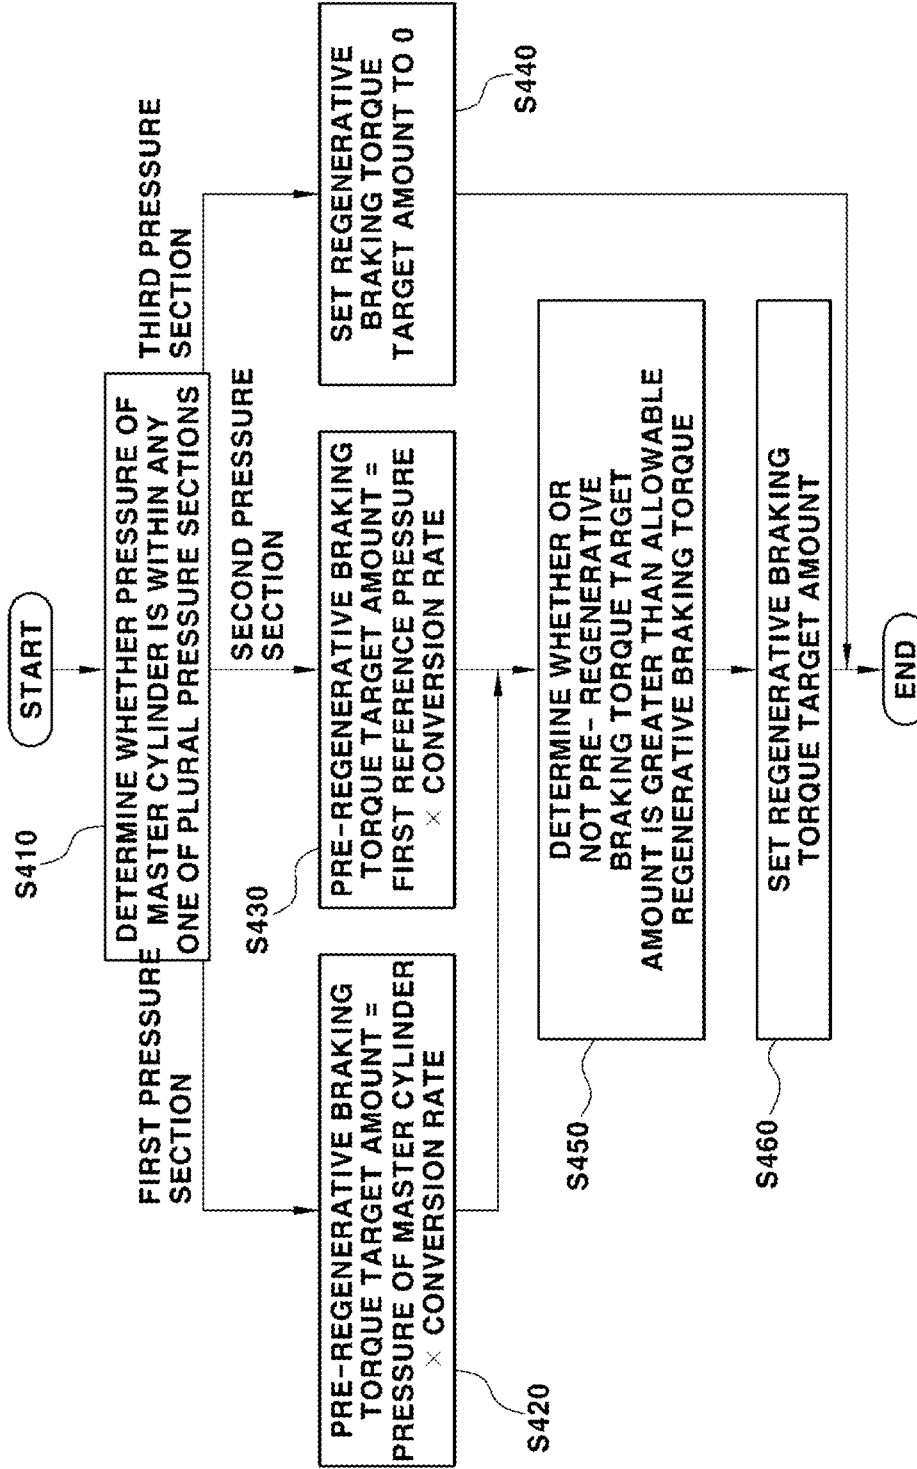 START
S410
DETERMINE WHETHER PRESSURE OF
MASTER CYLINDER IS WITHIN ANY
ONE OF PLURAL PRESSURE SECTIONS
FIRST PRESSURE
SECTION
SECOND PRESSURE
SECTION
THIRD PRESSURE
SECTION
PRE-REGENERATIVE BRAKING
TORQUE TARGET AMOUNT =
PRESSURE OF MASTER CYLINDER
× CONVERSION RATE
S420
S430
PRE-REGENERATIVE BRAKING
TORQUE TARGET AMOUNT =
FIRST REFERENCE PRESSURE
× CONVERSION RATE
SET REGENERATIVE
BRAKING TORQUE
TARGET AMOUNT TO 0
S440
DETERMINE WHETHER OR
NOT PRE- REGENERATIVE
BRAKING TORQUE TARGET
AMOUNT IS GREATER THAN ALLOWABLE
REGENERATIVE BRAKING TORQUE
S450
SET REGENERATIVE BRAKING
TORQUE TARGET AMOUNT
S460
END